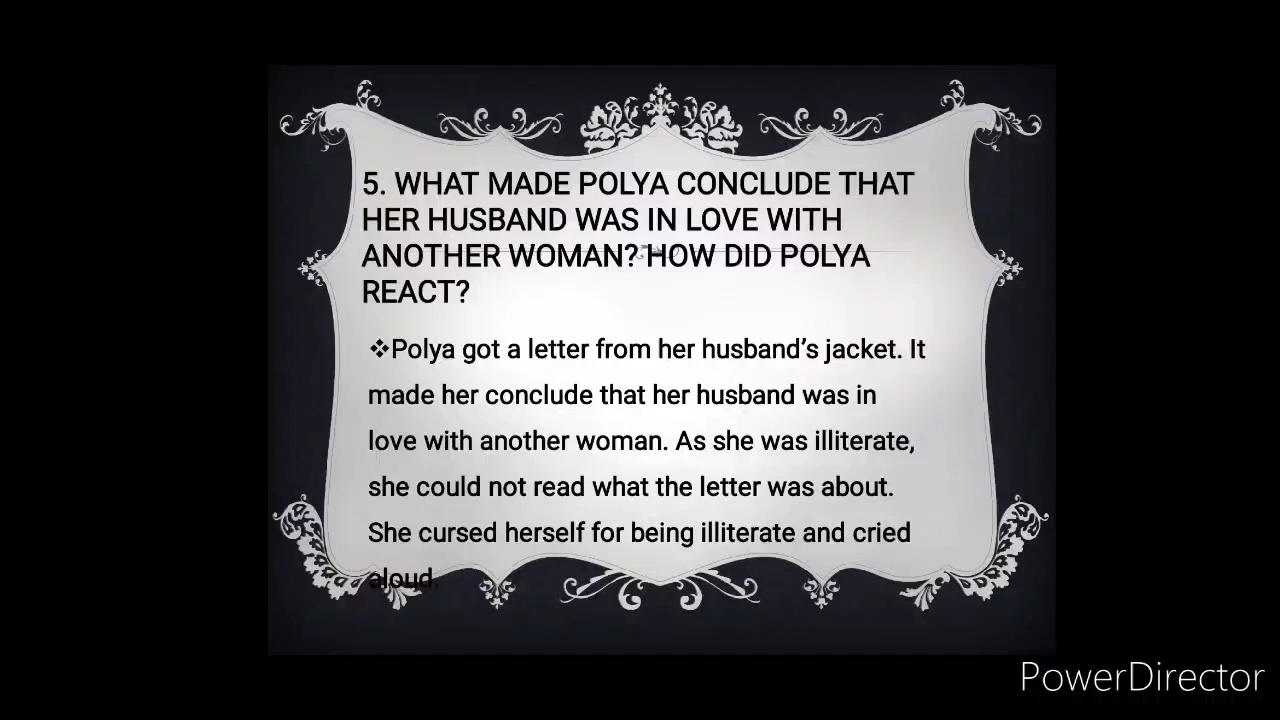 5. WHAT MADE POLYA CONCLUDE THAT
HER HUSBAND WAS IN LOVE WITH
ANOTHER WOMAN? HOW DID POLYA
REACT?
❖Polya got a letter from her husband’s jacket. It
made her conclude that her husband was in
love with another woman. As she was illiterate,
she could not read what the letter was about.
She cursed herself for being illiterate and cried
aloud.
PowerDirector